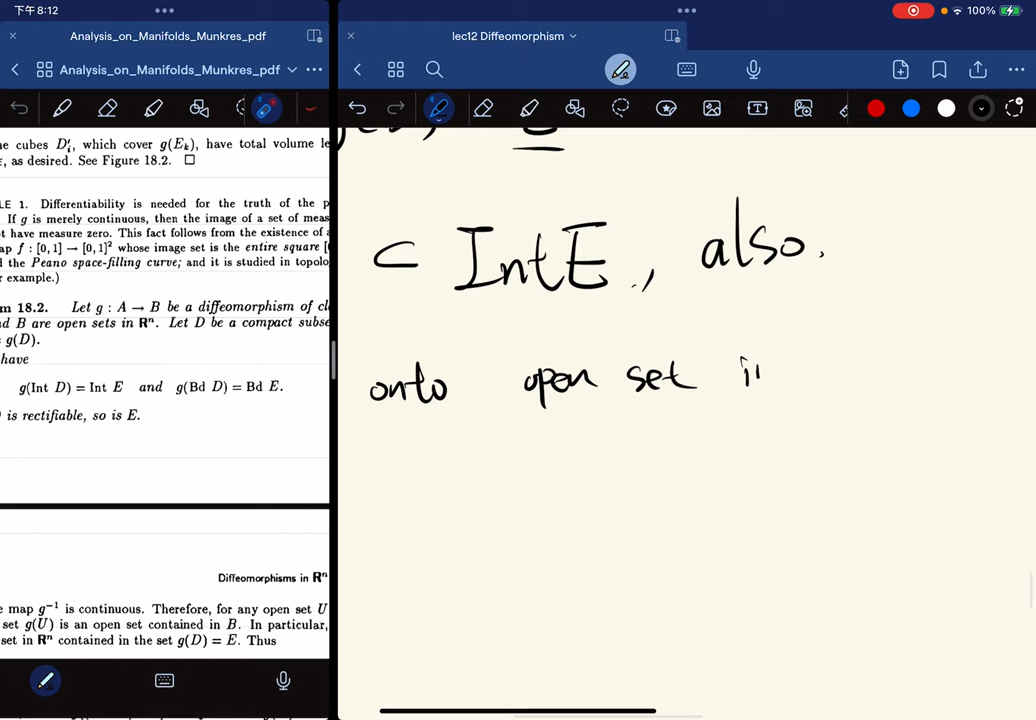 下午8:12
100%
Analysis_on_Manifolds_Munkres_pdf
lec12 Diffeomorphism
Analysis_on_Manifolds_Munkres_pdf
ne cubes D′ᵢ, which cover g(Eₖ), have total volume le
, as desired. See Figure 18.2. □
LE 1. Differentiability is needed for the truth of the p
If g is merely continuous, then the image of a set of meas
t have measure zero. This fact follows from the existence of a
ap f : [0,1] → [0,1]² whose image set is the entire square [
d the Peano space-filling curve; and it is studied in topolo
r example.)
m 18.2. Let g : A → B be a diffeomorphism of cl
nd B are open sets in Rⁿ. Let D be a compact subse
= g(D).
have
g(Int D) = Int E and g(Bd D) = Bd E.
is rectifiable, so is E.
Diffeomorphisms in Rⁿ
e map g⁻¹ is continuous. Therefore, for any open set U
set g(U) is an open set contained in B. In particular,
set in Rⁿ contained in the set g(D) = E. Thus
⊂ Int E., also.
onto open set i